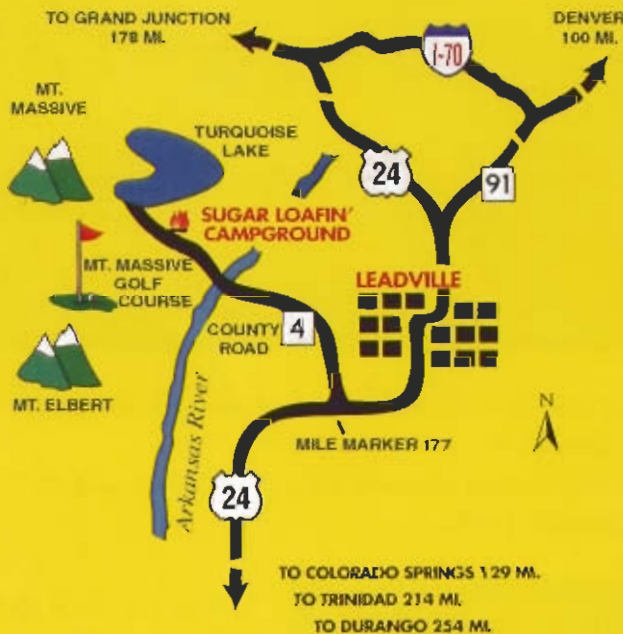 TO GRAND JUNCTION
178 MI.
DENVER
100 MI.
I-70
MT.
MASSIVE
TURQUOISE
LAKE
24
91
SUGAR LOAFIN'
CAMPGROUND
LEADVILLE
MT. MASSIVE
GOLF
COURSE
COUNTY
ROAD
4
MT. ELBERT
N
MILE MARKER 177
Arkansas River
24
TO COLORADO SPRINGS 129 MI.
TO TRINIDAD 214 MI.
TO DURANGO 254 MI.